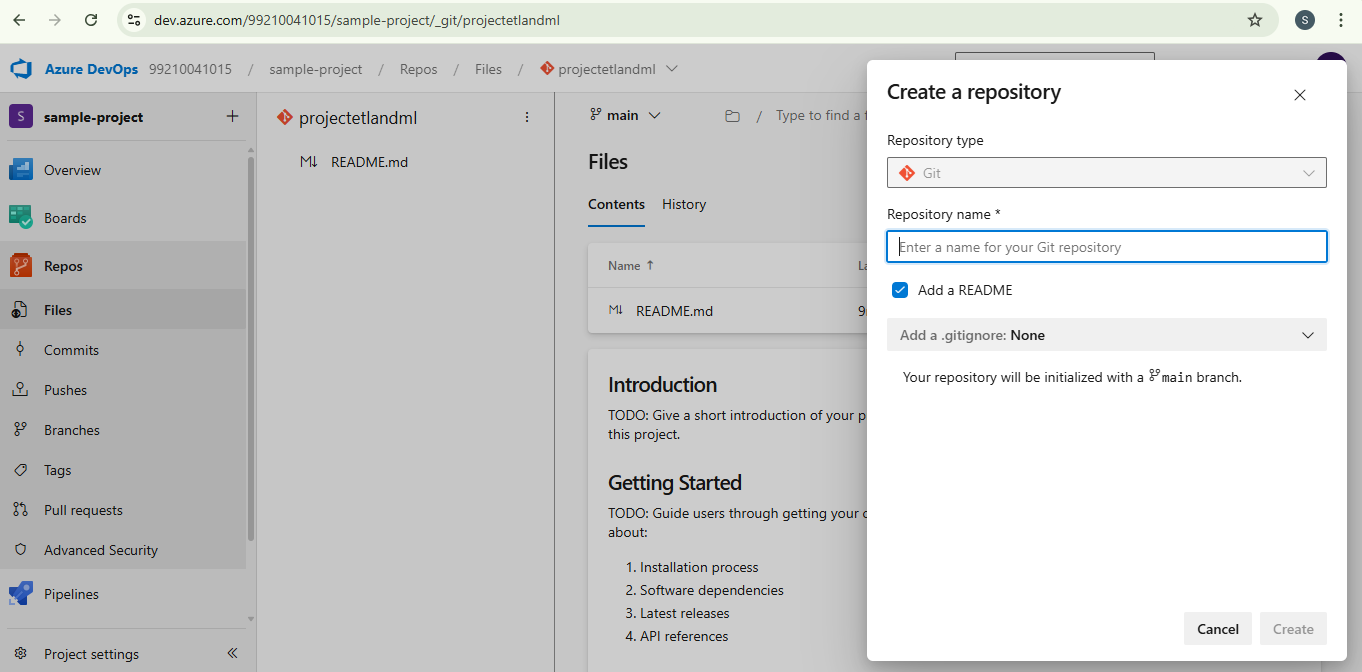 dev.azure.com/99210041015/sample-project/_git/projectetlandml
S
Azure DevOps 99210041015 / sample-project / Repos / Files / projectetlandml
S sample-project +
Overview
Boards
Repos
Files
Commits
Pushes
Branches
Tags
Pull requests
Advanced Security
Pipelines
Project settings
projectetlandml
README.md
main / Type to find a f
Files
Contents History
Name ↑ La
README.md 9
Introduction
TODO: Give a short introduction of your p
this project.
Getting Started
TODO: Guide users through getting your c
about:
1. Installation process
2. Software dependencies
3. Latest releases
4. API references
Create a repository
Repository type
Git
Repository name *
Enter a name for your Git repository
Add a README
Add a .gitignore: None
Your repository will be initialized with a main branch.
Cancel Create